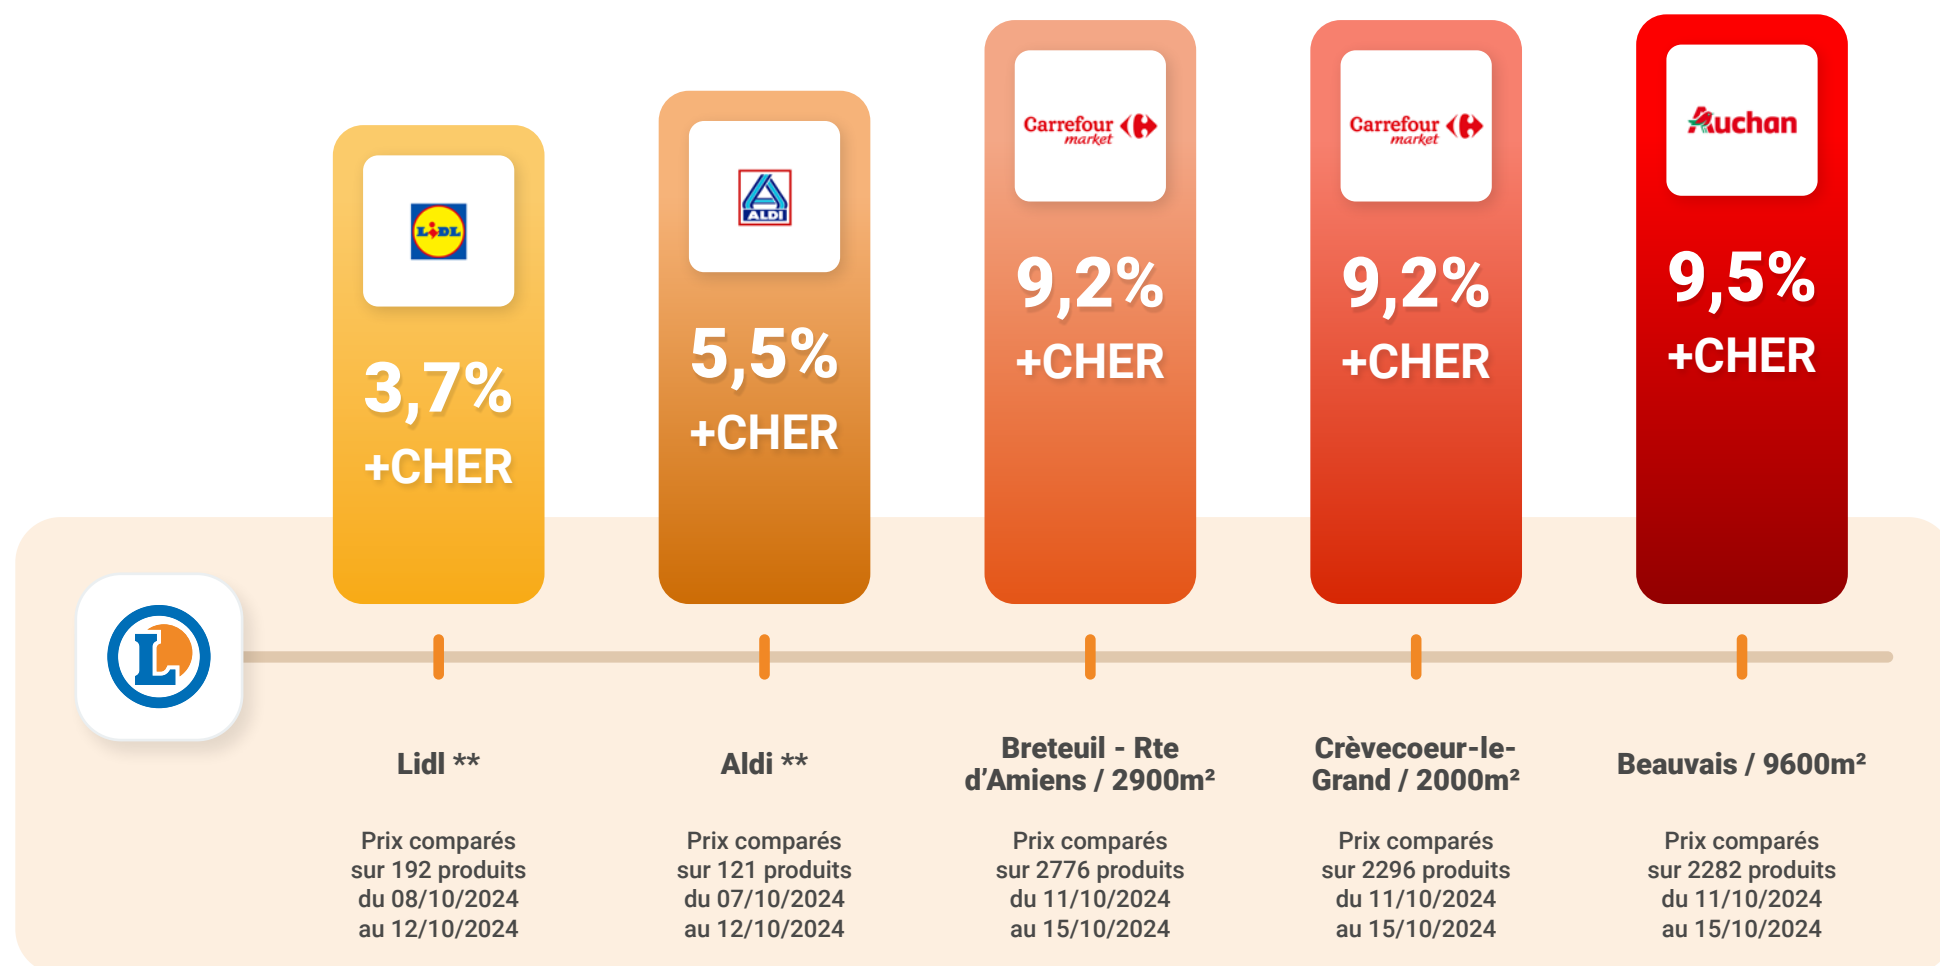 LIDL
3,7%
+CHER
ALDI
5,5%
+CHER
Carrefour
market
9,2%
+CHER
Carrefour
market
9,2%
+CHER
Auchan
9,5%
+CHER
L
Lidl **
Prix comparés
sur 192 produits
du 08/10/2024
au 12/10/2024
Aldi **
Prix comparés
sur 121 produits
du 07/10/2024
au 12/10/2024
Breteuil - Rte
d’Amiens / 2900m²
Prix comparés
sur 2776 produits
du 11/10/2024
au 15/10/2024
Crèvecoeur-le-
Grand / 2000m²
Prix comparés
sur 2296 produits
du 11/10/2024
au 15/10/2024
Beauvais / 9600m²
Prix comparés
sur 2282 produits
du 11/10/2024
au 15/10/2024